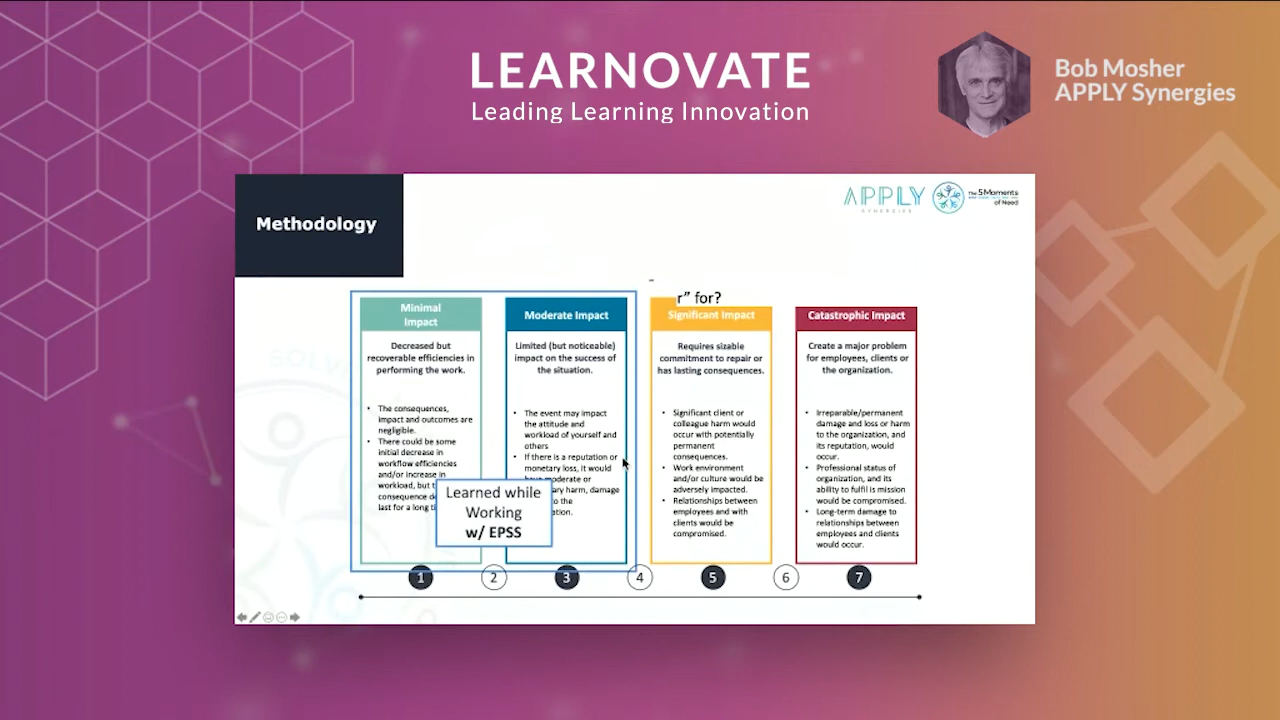 LEARNOVATE
Leading Learning Innovation
Bob Mosher
APPLY Synergies
Methodology
APPLY
SYNERGIES
The 5 Moments
of Need
r” for?
Minimal
Impact
Decreased but
recoverable efficiencies in
performing the work.
• The consequences,
impact and outcomes are
negligible.
• There could be some
initial decrease in
workflow efficiencies
and/or increase in
workload, but
consequence
last for a long
Moderate Impact
Limited (but noticeable)
impact on the success of
the situation.
• The event may impact
the attitude and
workload of yourself and
others
• If there is a reputation or
monetary loss, it would
have moderate or
ary harm, damage
to the
ation.
Learned while
Working
w/ EPSS
Significant Impact
Requires sizable
commitment to repair or
has lasting consequences.
• Significant client or
colleague harm would
occur with potentially
permanent
consequences.
• Work environment
and/or culture would be
adversely impacted.
• Relationships between
employees and with
clients would be
compromised.
Catastrophic Impact
Create a major problem
for employees, clients or
the organization.
• Irreparable/permanent
damage and loss or harm
to the organization, and
its reputation, would
occur.
• Professional status of
organization, and its
ability to fulfil is mission
would be compromised.
• Long-term damage to
relationships between
employees and clients
would occur.
1 2 3 4 5 6 7